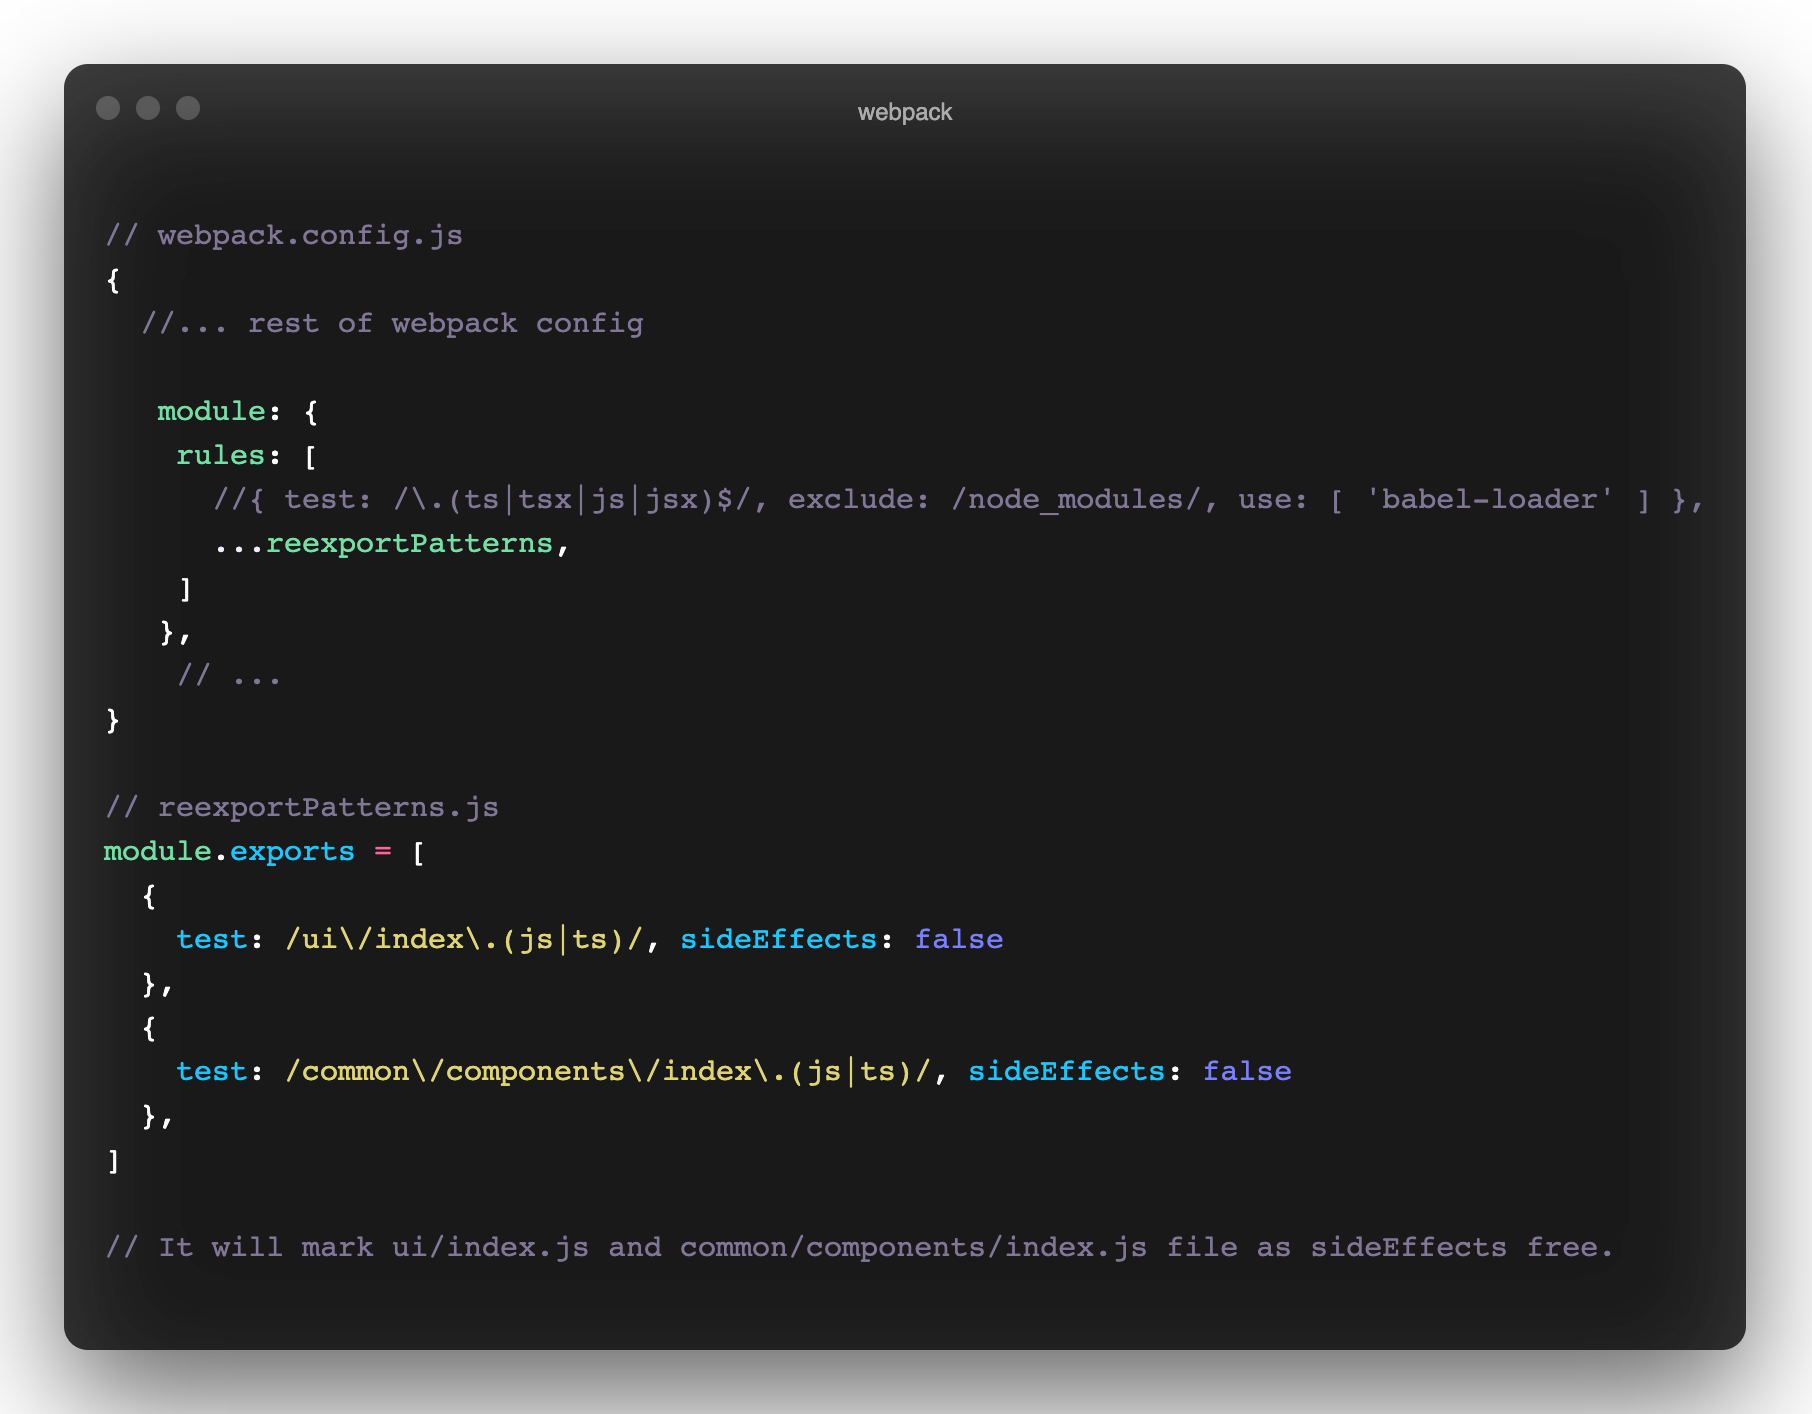 webpack
// webpack.config.js
{
  //... rest of webpack config
   module: {
    rules: [
      //{ test: /\.(ts|tsx|js|jsx)$/, exclude: /node_modules/, use: [ 'babel-loader' ] },
      ...reexportPatterns,
    ]
   },
    // ...
}
// reexportPatterns.js
module.exports = [
  {
    test: /ui\/index\.(js|ts)/, sideEffects: false
  },
  {
    test: /common\/components\/index\.(js|ts)/, sideEffects: false
  },
]
// It will mark ui/index.js and common/components/index.js file as sideEffects free.